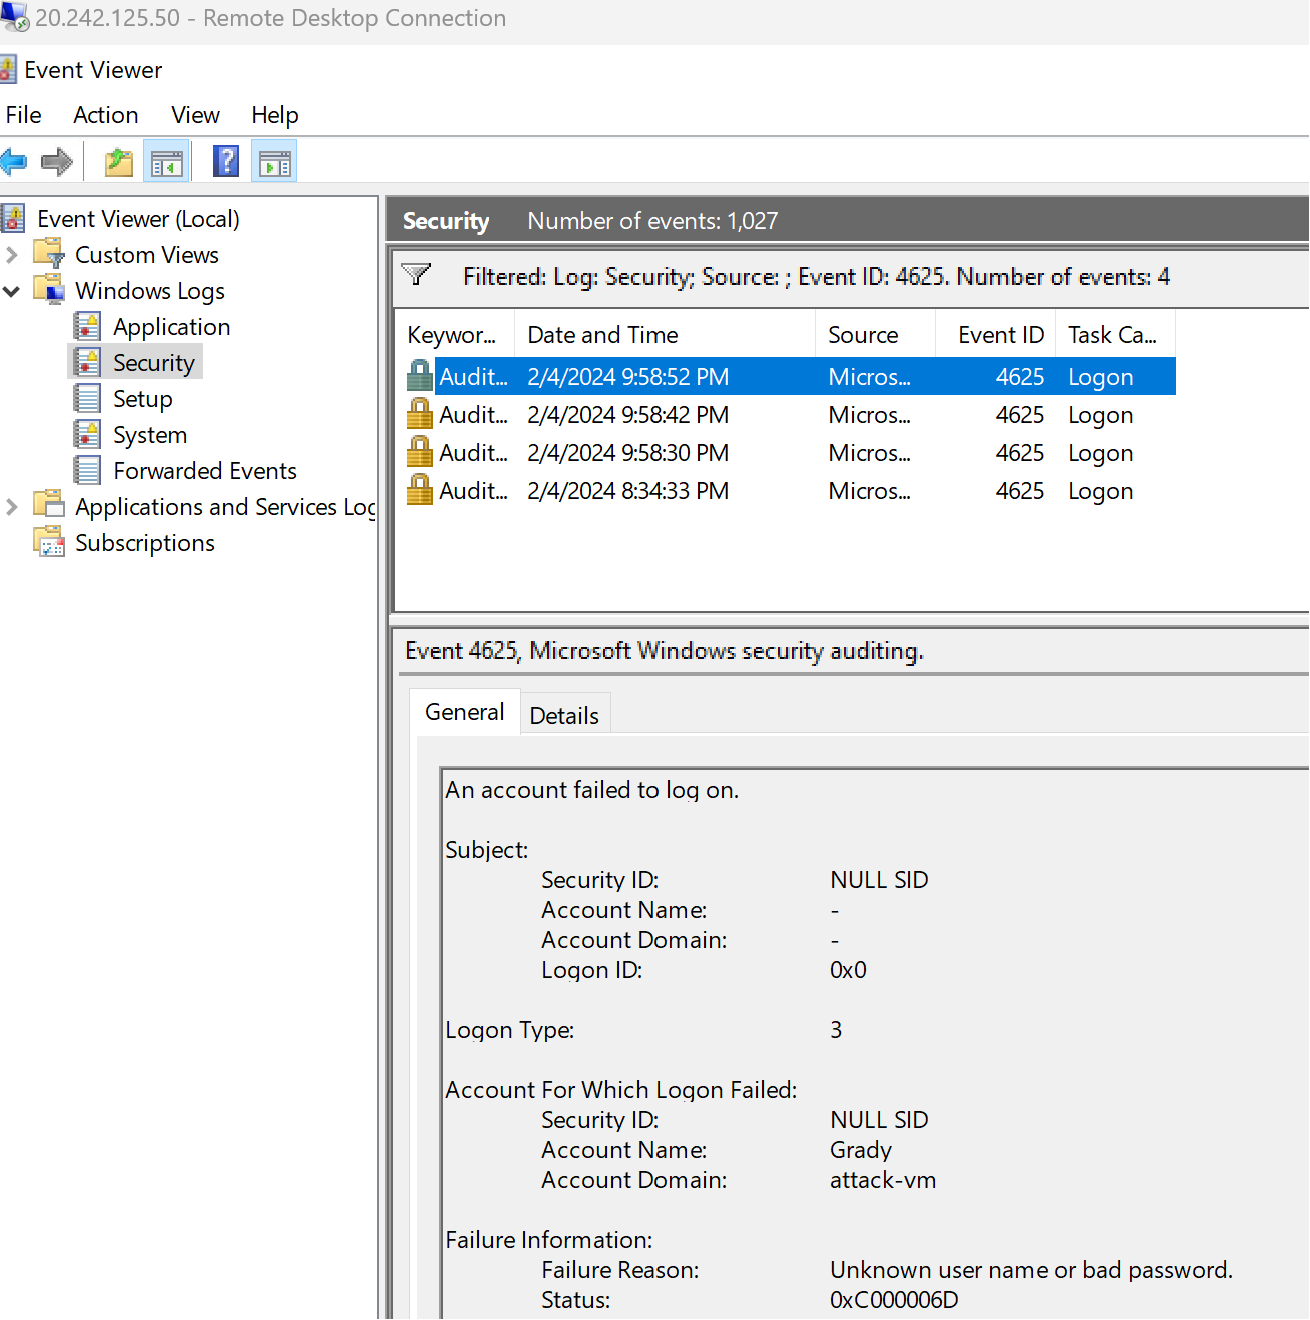 20.242.125.50 - Remote Desktop Connection
Event Viewer
File Action View Help
Event Viewer (Local)
Custom Views
Windows Logs
Application
Security
Setup
System
Forwarded Events
Applications and Services Log
Subscriptions
Security Number of events: 1,027
Filtered: Log: Security; Source: ; Event ID: 4625. Number of events: 4
Keywor... Date and Time Source Event ID Task Ca...
Audit... 2/4/2024 9:58:52 PM Micros... 4625 Logon
Audit... 2/4/2024 9:58:42 PM Micros... 4625 Logon
Audit... 2/4/2024 9:58:30 PM Micros... 4625 Logon
Audit... 2/4/2024 8:34:33 PM Micros... 4625 Logon
Event 4625, Microsoft Windows security auditing.
General Details
An account failed to log on.
Subject:
Security ID: NULL SID
Account Name: -
Account Domain: -
Logon ID: 0x0
Logon Type: 3
Account For Which Logon Failed:
Security ID: NULL SID
Account Name: Grady
Account Domain: attack-vm
Failure Information:
Failure Reason: Unknown user name or bad password.
Status: 0xC000006D